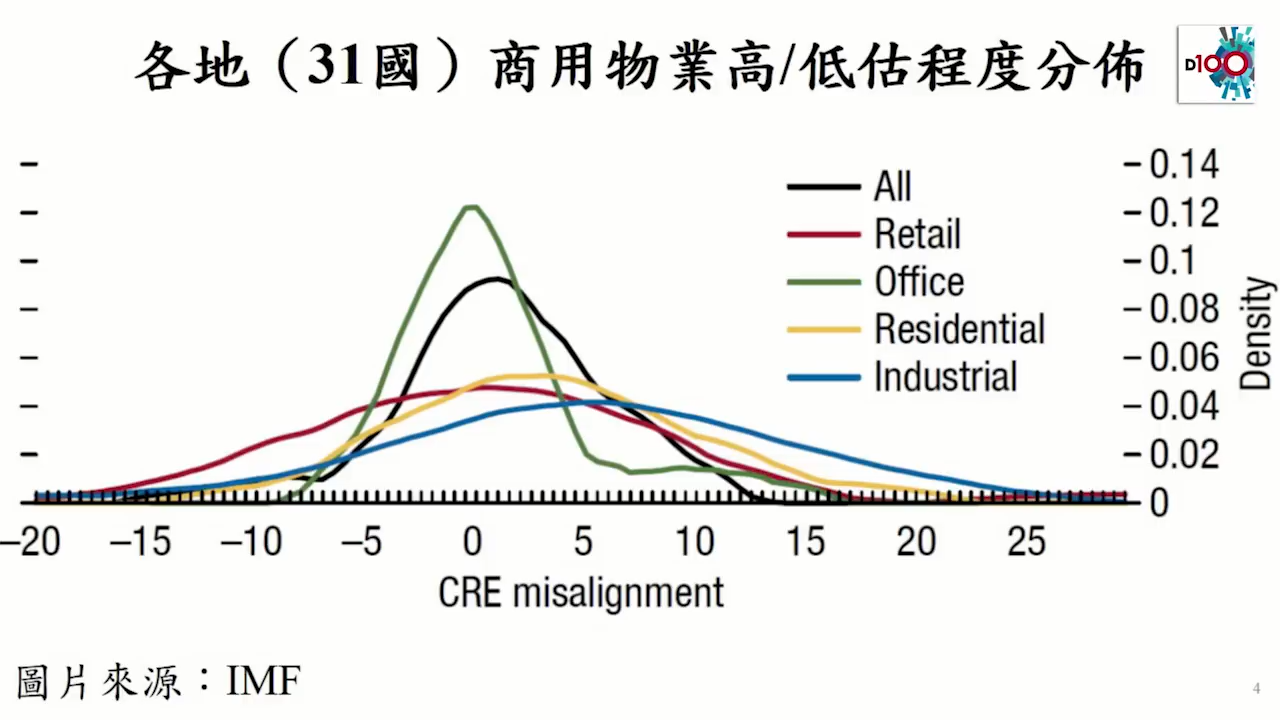 各地（31國）商用物業高/低估程度分佈
D100
All
Retail
Office
Residential
Industrial
0.14
0.12
0.1
0.08
0.06
0.04
0.02
0
Density
–20 –15 –10 –5 0 5 10 15 20 25
CRE misalignment
圖片來源：IMF
4